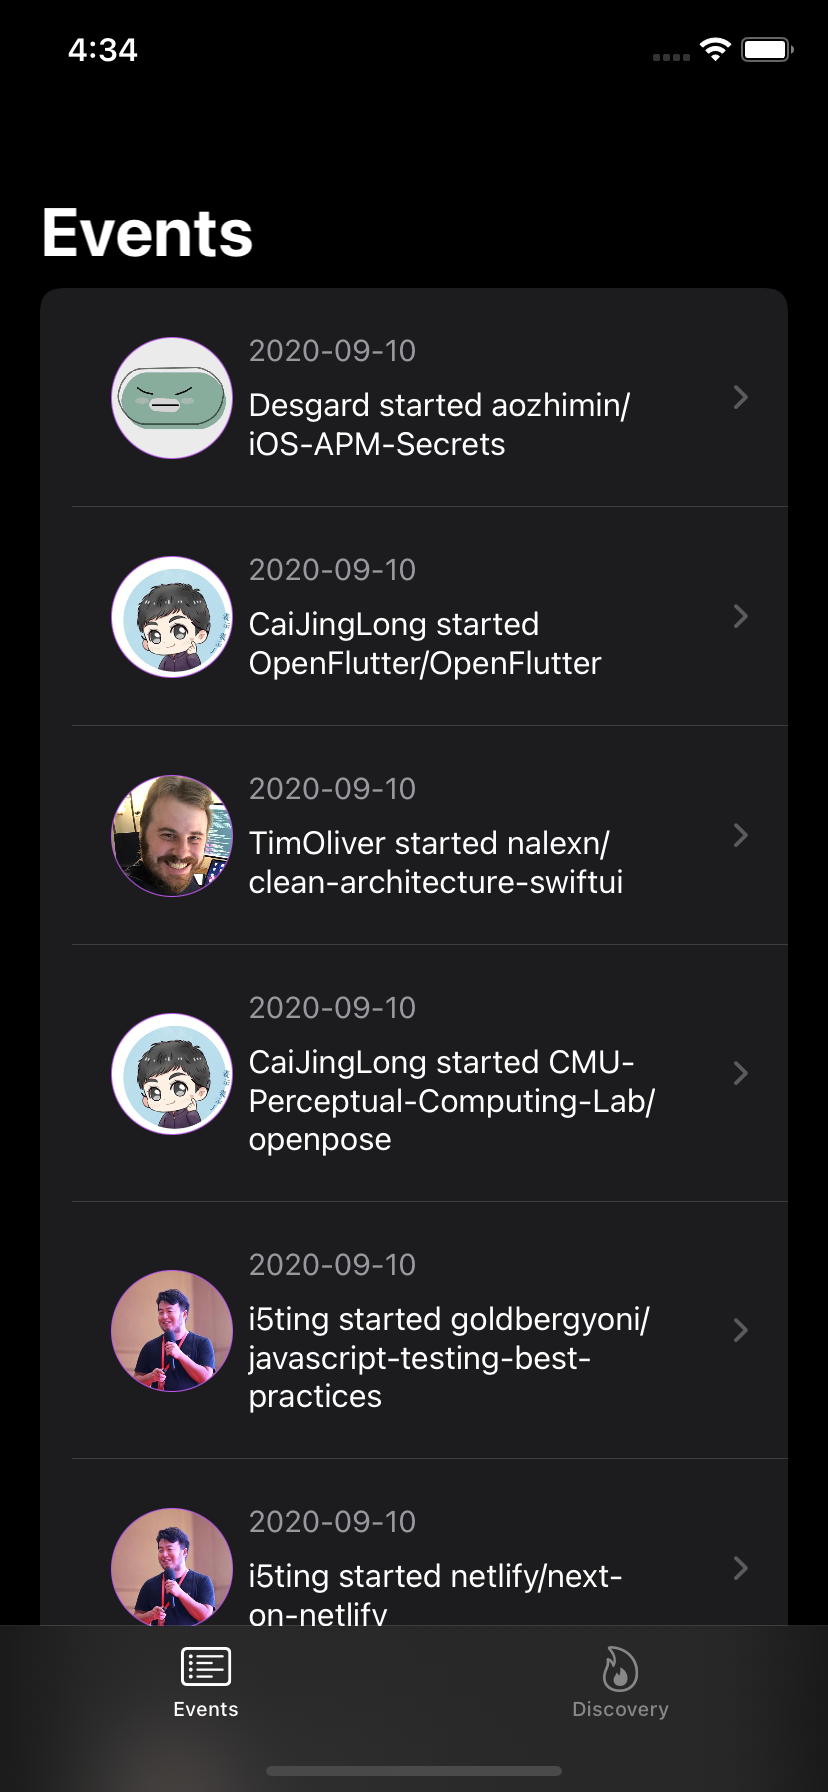 4:34
Events
2020-09-10
Desgard started aozhimin/
iOS-APM-Secrets
2020-09-10
CaiJingLong started
OpenFlutter/OpenFlutter
2020-09-10
TimOliver started nalexn/
clean-architecture-swiftui
2020-09-10
CaiJingLong started CMU-
Perceptual-Computing-Lab/
openpose
2020-09-10
i5ting started goldbergyoni/
javascript-testing-best-
practices
2020-09-10
i5ting started netlify/next-
on-netlify
Events
Discovery